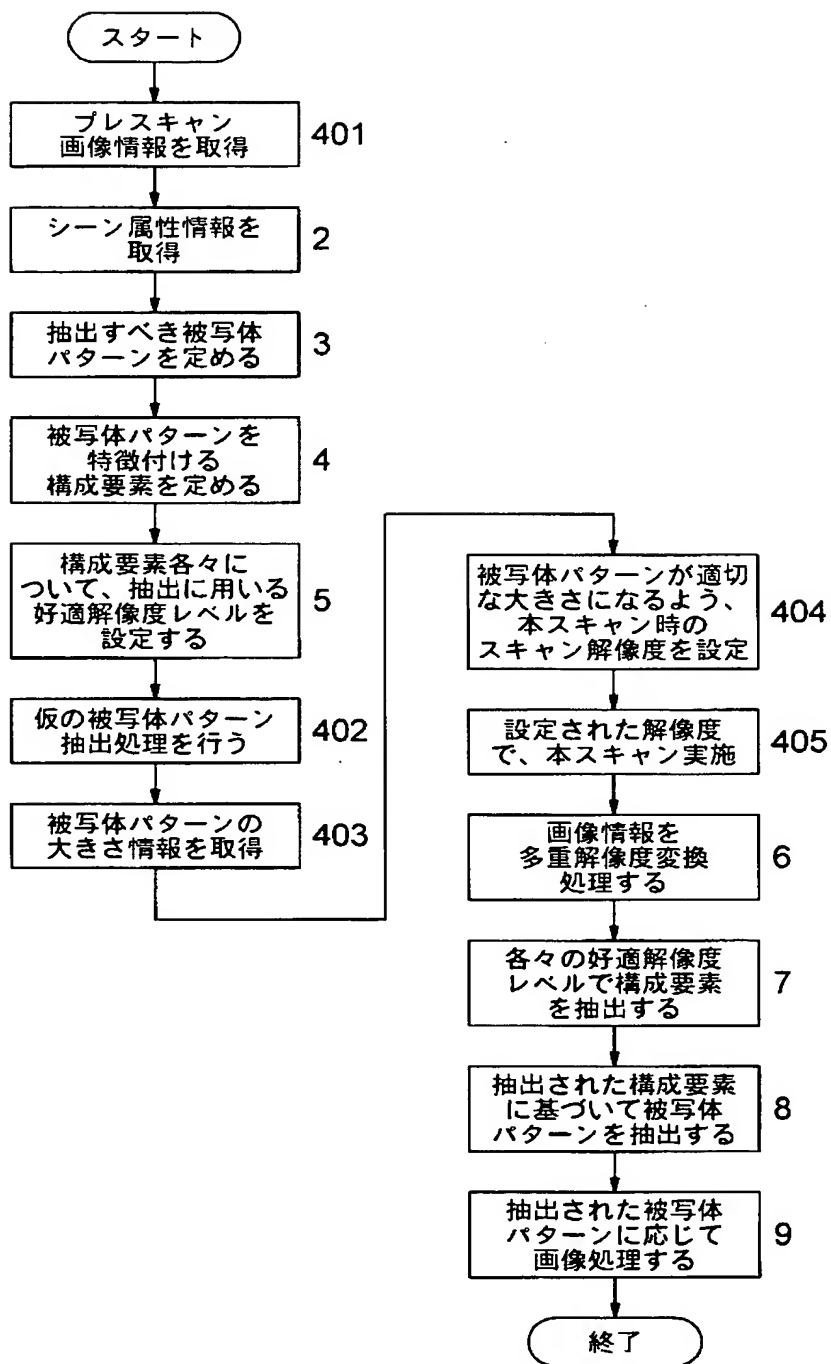 スタート
プレスキャン
画像情報を取得
401
シーン属性情報を
取得
2
抽出すべき被写体
パターンを定める
3
被写体パターンを
特徴付ける
構成要素を定める
4
構成要素各々に
ついて、抽出に用いる
好適解像度レベルを
設定する
5
仮の被写体パターン
抽出処理を行う
402
被写体パターンの
大きさ情報を取得
403
被写体パターンが適切
な大きさになるよう、
本スキャン時の
スキャン解像度を設定
404
設定された解像度
で、本スキャン実施
405
画像情報を
多重解像度変換
処理する
6
各々の好適解像度
レベルで構成要素
を抽出する
7
抽出された構成要素
に基づいて被写体
パターンを抽出する
8
抽出された被写体
パターンに応じて
画像処理する
9
終了